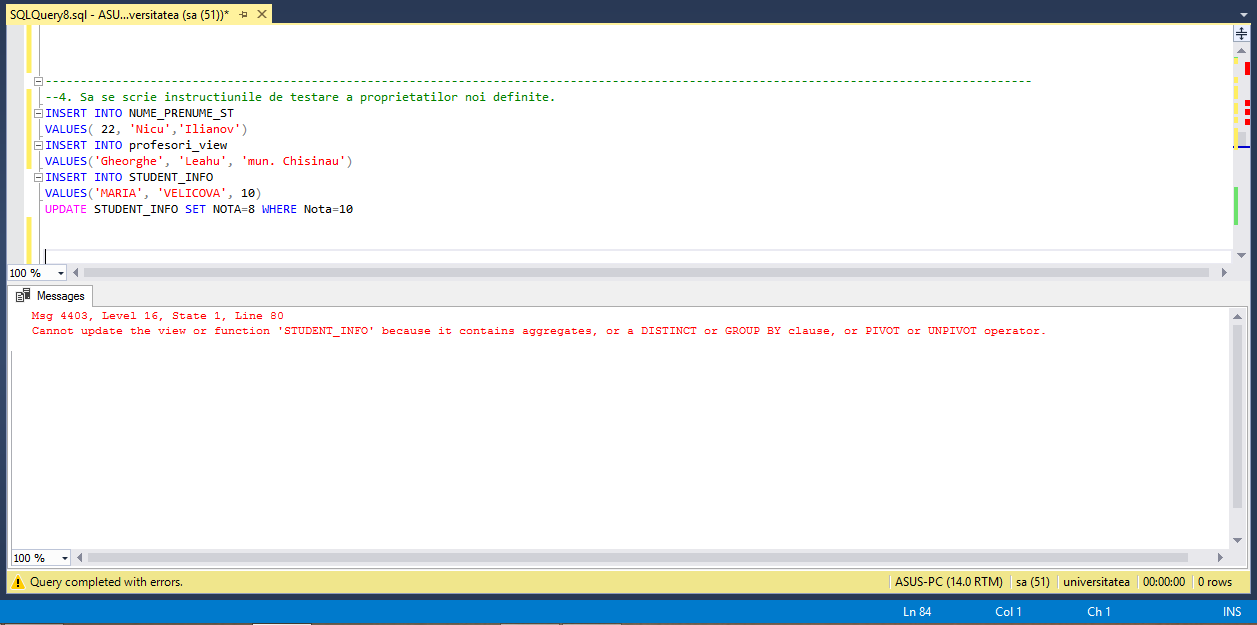 SQLQuery8.sql - ASU...versitatea (sa (51))*
--------------------------------------------------------------------------------------------------------------------------------------------
--4. Sa se scrie instructiunile de testare a proprietatilor noi definite.
INSERT INTO NUME_PRENUME_ST
VALUES( 22, 'Nicu','Ilianov')
INSERT INTO profesori_view
VALUES('Gheorghe', 'Leahu', 'mun. Chisinau')
INSERT INTO STUDENT_INFO
VALUES('MARIA', 'VELICOVA', 10)
UPDATE STUDENT_INFO SET NOTA=8 WHERE Nota=10
100 %
Messages
Msg 4403, Level 16, State 1, Line 80
Cannot update the view or function 'STUDENT_INFO' because it contains aggregates, or a DISTINCT or GROUP BY clause, or PIVOT or UNPIVOT operator.
100 %
Query completed with errors. ASUS-PC (14.0 RTM) sa (51) universitatea 00:00:00 0 rows
Ln 84 Col 1 Ch 1 INS